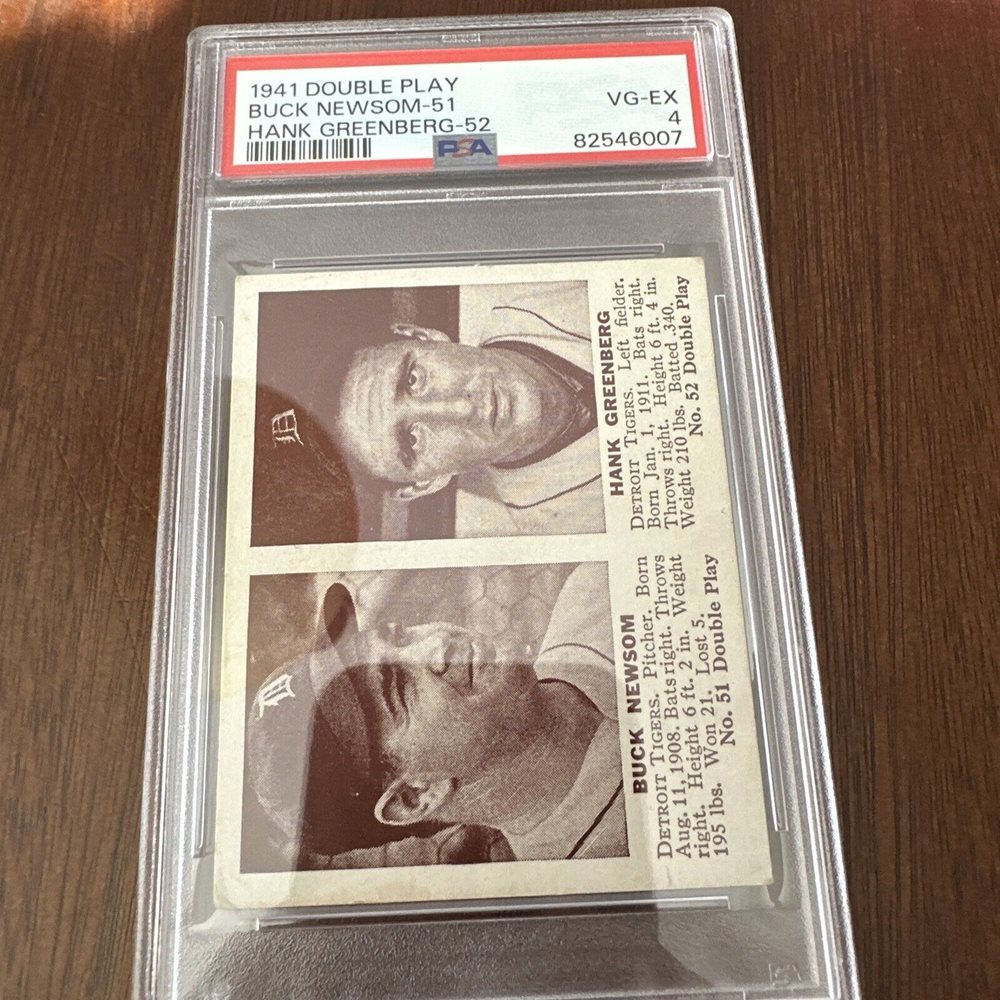 1941 DOUBLE PLAY
BUCK NEWSOM-51
HANK GREENBERG-52
VG-EX
4
82546007
PSA
BUCK NEWSOM
DETROIT TIGERS. Pitcher. Born
Aug. 11, 1908. Bats right. Throws
right. Height 6 ft. 2 in. Weight
195 lbs. Won 21. Lost 5.
No. 51 Double Play
HANK GREENBERG
DETROIT TIGERS. Left fielder.
Born Jan. 1, 1911. Bats right.
Throws right. Height 6 ft. 4 in.
Weight 210 lbs. Batted .340.
No. 52 Double Play
D
D